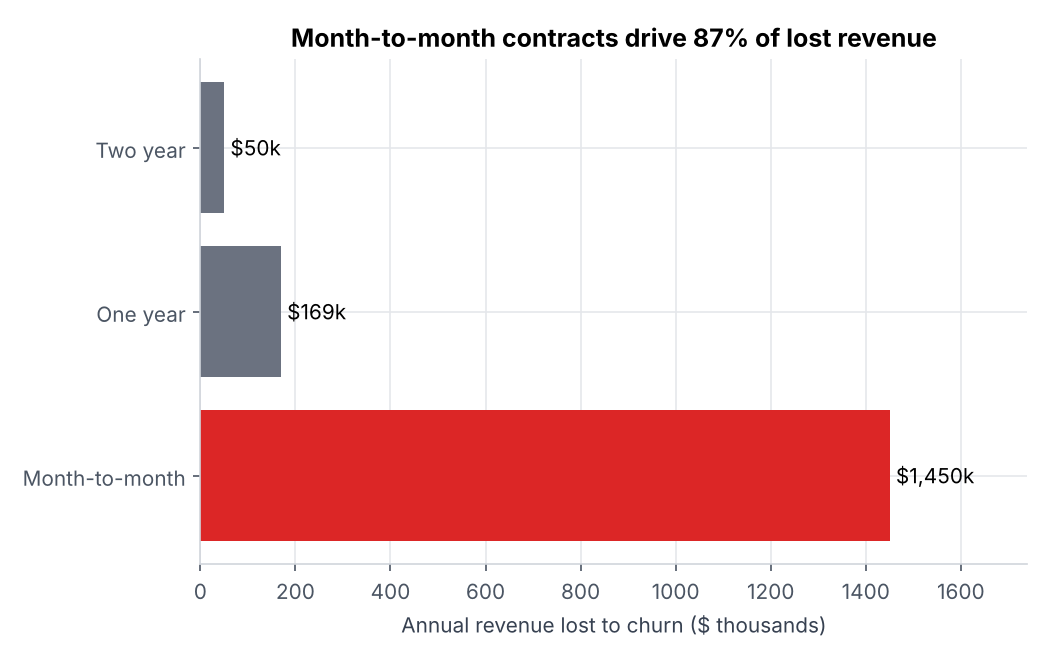 Month-to-month contracts drive 87% of lost revenue
Two year
$50k
One year
$169k
Month-to-month
$1,450k
0 200 400 600 800 1000 1200 1400 1600
Annual revenue lost to churn ($ thousands)